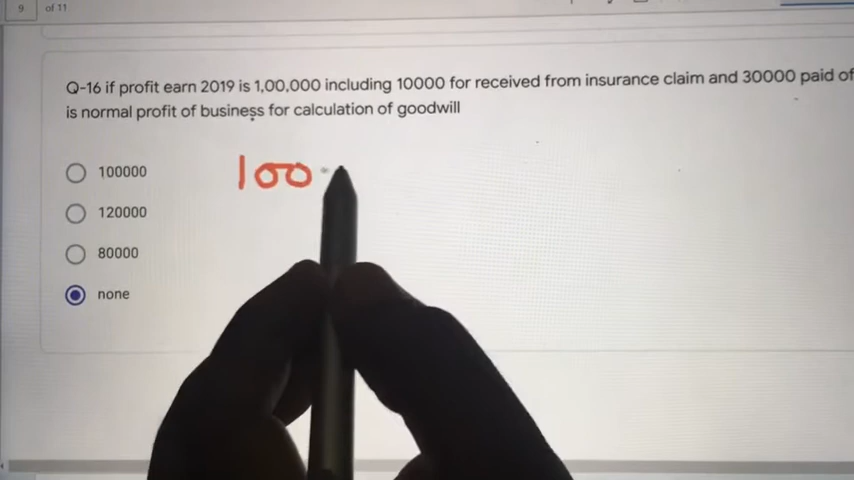 9 of 11
Q-16 if profit earn 2019 is 1,00,000 including 10000 for received from insurance claim and 30000 paid of
is normal profit of business for calculation of goodwill
100000
100
120000
80000
none